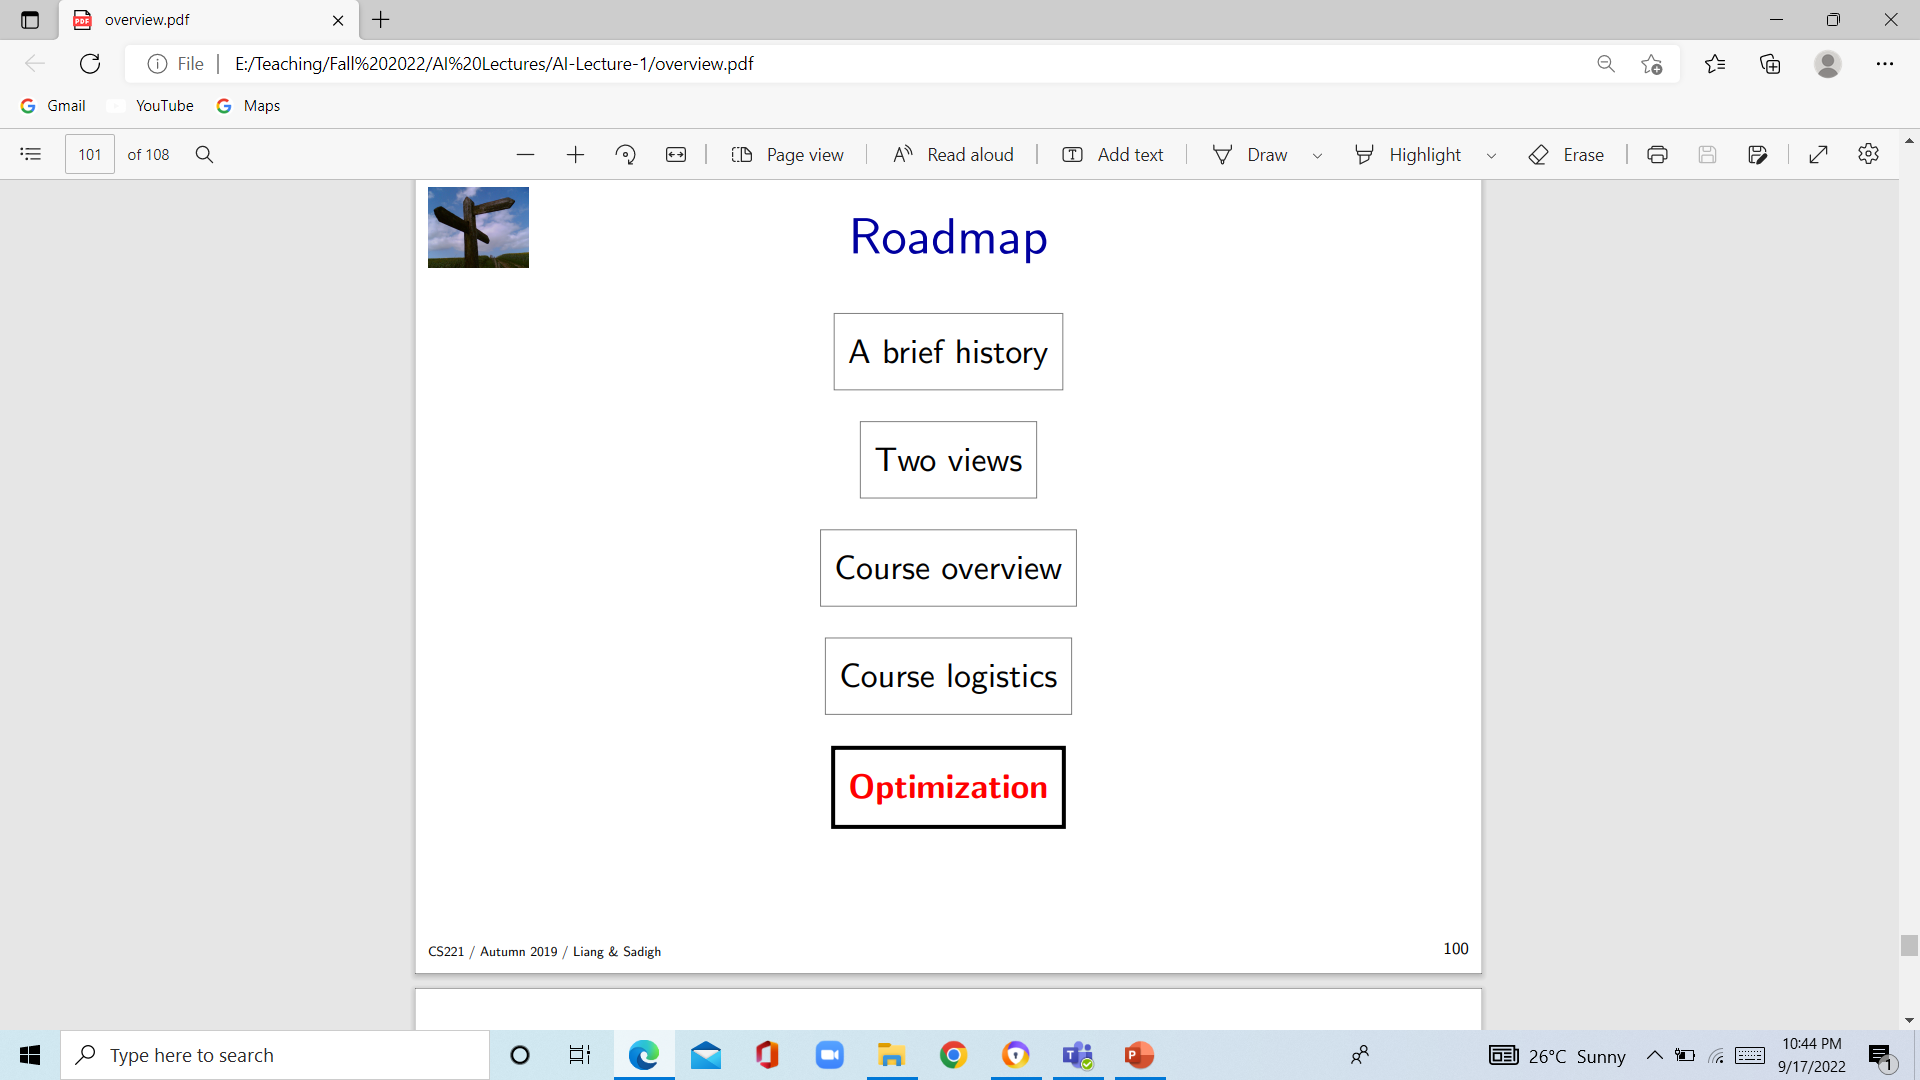 overview.pdf
File
E:/Teaching/Fall%202022/AI%20Lectures/AI-Lecture-1/overview.pdf
Gmail YouTube Maps
101 of 108 Page view Read aloud Add text Draw Highlight Erase
Roadmap
A brief history
Two views
Course overview
Course logistics
Optimization
CS221 / Autumn 2019 / Liang & Sadigh 100
Type here to search
26°C Sunny
10:44 PM
9/17/2022
1